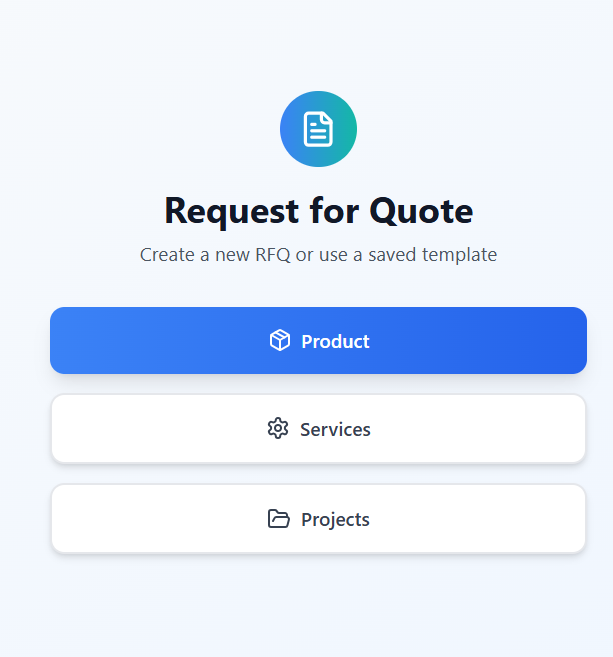 Request for Quote
Create a new RFQ or use a saved template
Product
Services
Projects